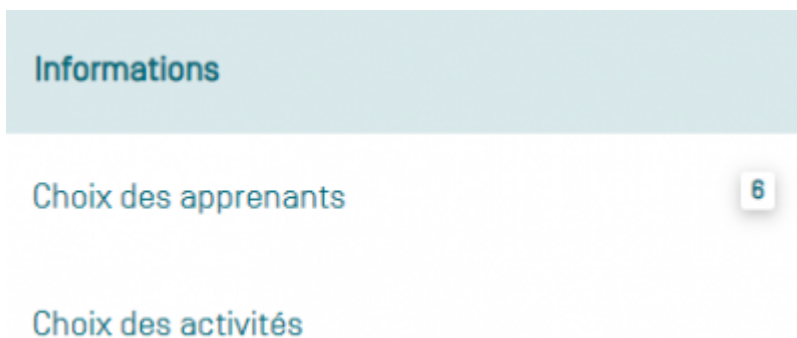 Informations
Choix des apprenants 6
Choix des activités